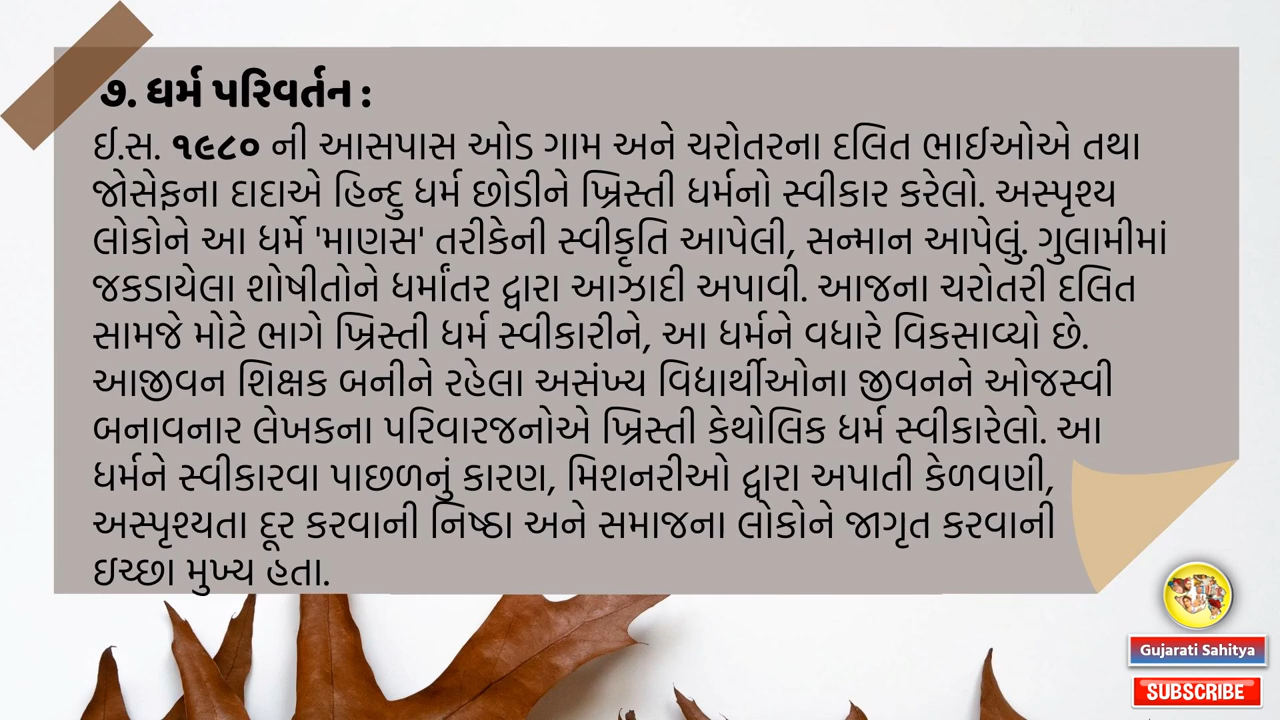 ૭. ધર્મ પરિવર્તન :
ઈ.સ. ૧૯૮૦ ની આસપાસ ઓડ ગામ અને ચરોતરના દલિત ભાઈઓએ તથા
જોસેફના દાદાએ હિન્દુ ધર્મ છોડીને ખ્રિસ્તી ધર્મનો સ્વીકાર કરેલો. અસ્પૃશ્ય
લોકોને આ ધર્મે 'માણસ' તરીકેની સ્વીકૃતિ આપેલી, સન્માન આપેલું. ગુલામીમાં
જકડાયેલા શોષીતોને ધર્માંતર દ્વારા આઝાદી અપાવી. આજના ચરોતરી દલિત
સામજે મોટે ભાગે ખ્રિસ્તી ધર્મ સ્વીકારીને, આ ધર્મને વધારે વિકસાવ્યો છે.
આજીવન શિક્ષક બનીને રહેલા અસંખ્ય વિદ્યાર્થીઓના જીવનને ઓજસ્વી
બનાવનાર લેખકના પરિવારજનોએ ખ્રિસ્તી કેથોલિક ધર્મ સ્વીકારેલો. આ
ધર્મને સ્વીકારવા પાછળનું કારણ, મિશનરીઓ દ્વારા અપાતી કેળવણી,
અસ્પૃશ્યતા દૂર કરવાની નિષ્ઠા અને સમાજના લોકોને જાગૃત કરવાની
ઇચ્છા મુખ્ય હતા.
Gujarati Sahitya
SUBSCRIBE